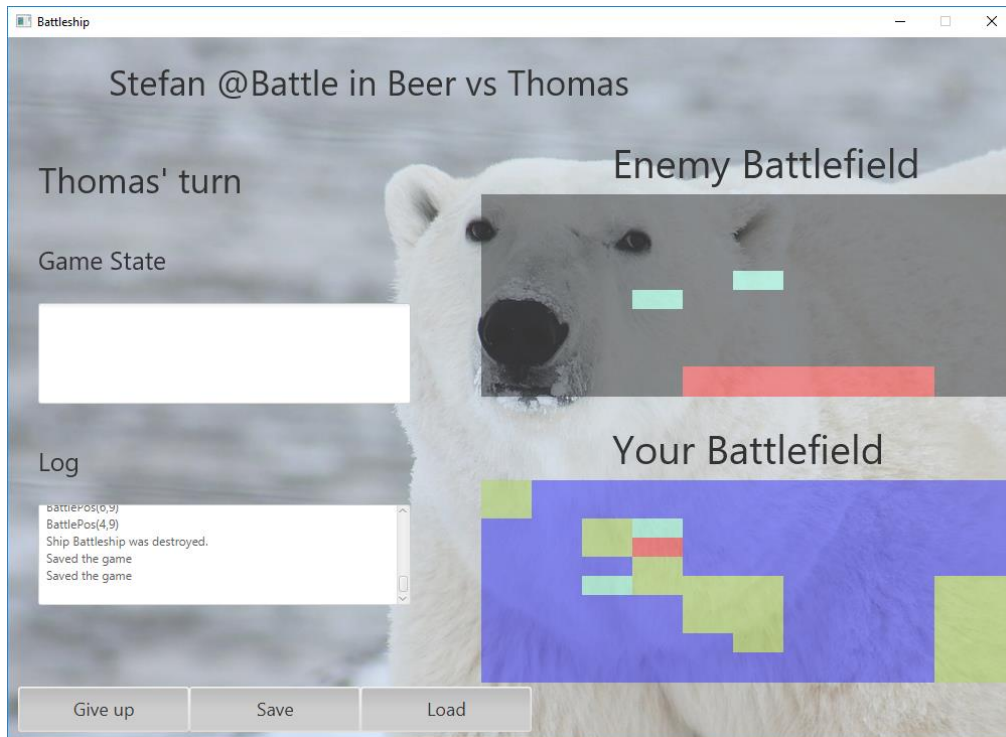 Battleship
Stefan @Battle in Beer vs Thomas
Thomas' turn
Game State
Log
BattlePos(6,9)
BattlePos(4,9)
Ship Battleship was destroyed.
Saved the game
Saved the game
Enemy Battlefield
Your Battlefield
Give up
Save
Load